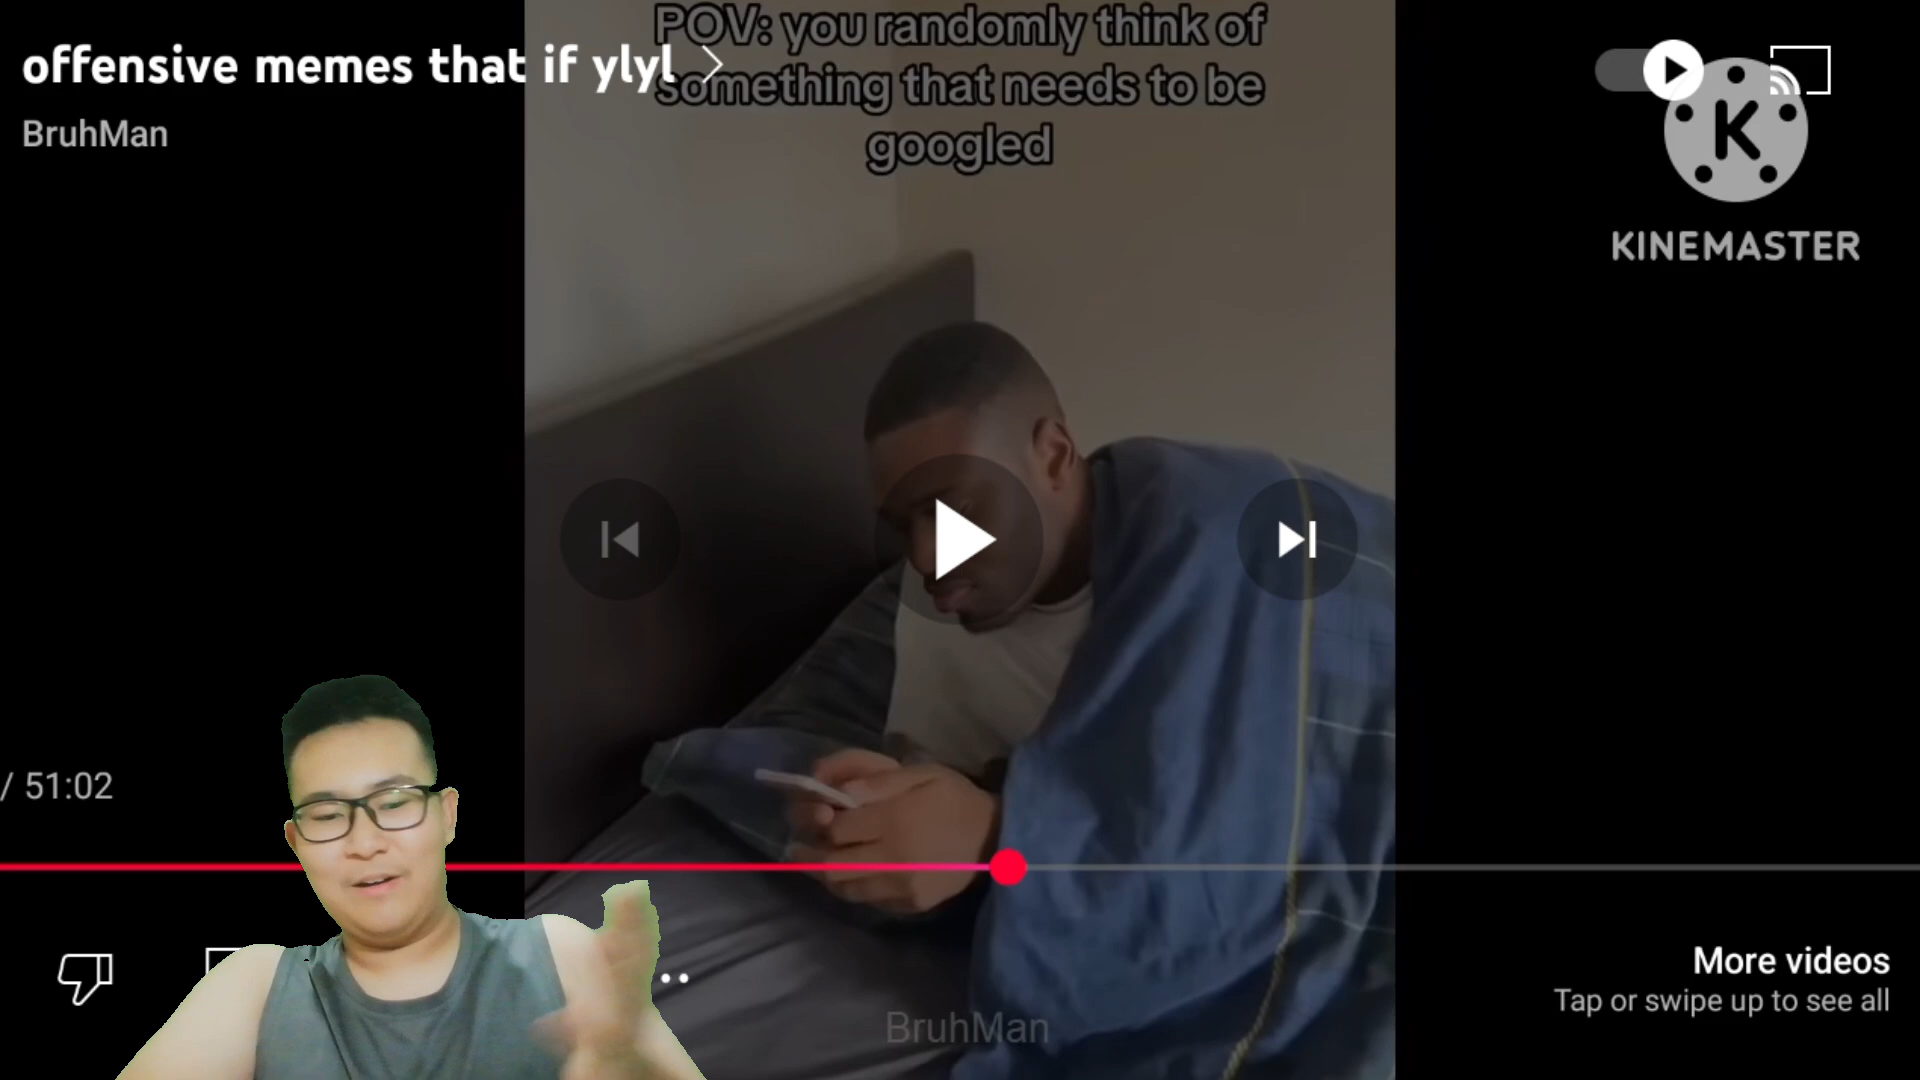 POV: you randomly think of
something that needs to be
googled
offensive memes that if ylyl
BruhMan
K
KINEMASTER
/ 51:02
More videos
Tap or swipe up to see all
BruhMan